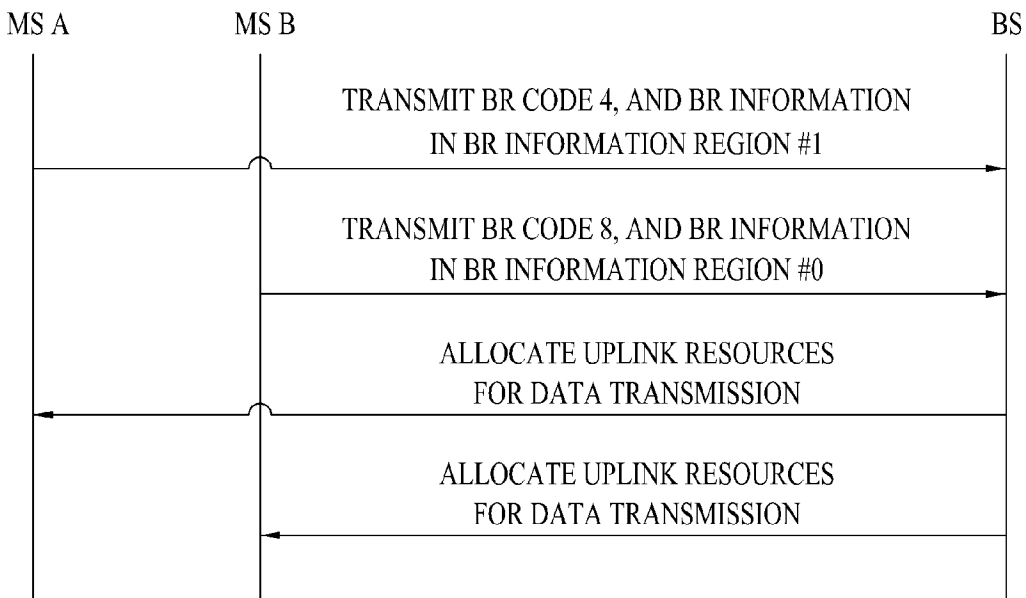 MS A
MS B
BS
TRANSMIT BR CODE 4, AND BR INFORMATION
IN BR INFORMATION REGION #1
TRANSMIT BR CODE 8, AND BR INFORMATION
IN BR INFORMATION REGION #0
ALLOCATE UPLINK RESOURCES
FOR DATA TRANSMISSION
ALLOCATE UPLINK RESOURCES
FOR DATA TRANSMISSION